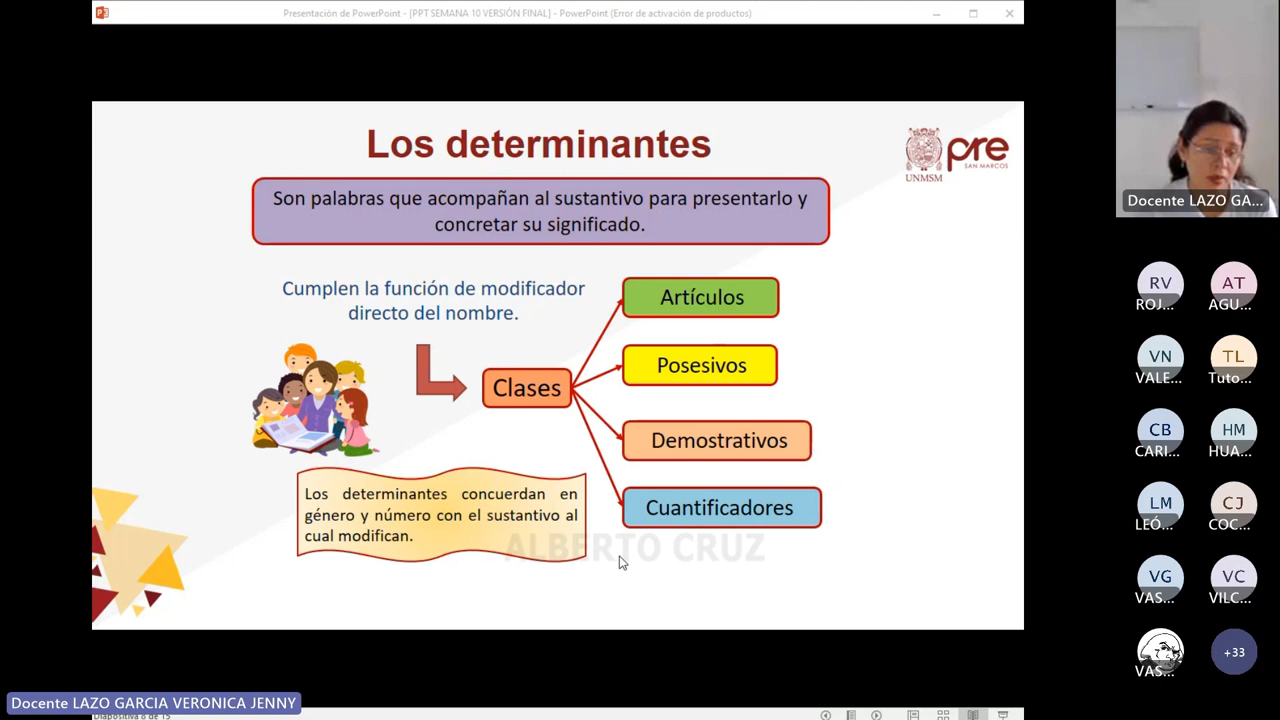 Presentación de PowerPoint - [PPT SEMANA 10 VERSIÓN FINAL] - PowerPoint (Error de activación de productos)
Los determinantes
UNMSM
pre
SAN MARCOS
Son palabras que acompañan al sustantivo para presentarlo y
concretar su significado.
Cumplen la función de modificador
directo del nombre.
Clases
Artículos
Posesivos
Demostrativos
Cuantificadores
Los determinantes concuerdan en
género y número con el sustantivo al
cual modifican.
ALBERTO CRUZ
Docente LAZO GA...
RV
ROJ...
AT
AGU...
VN
VALE...
TL
Tuto...
CB
CARI...
HM
HUA...
LM
LEÓ...
CJ
COC...
VG
VAS...
VC
VILC...
VAS...
+33
Docente LAZO GARCIA VERONICA JENNY
Diapositiva 8 de 15